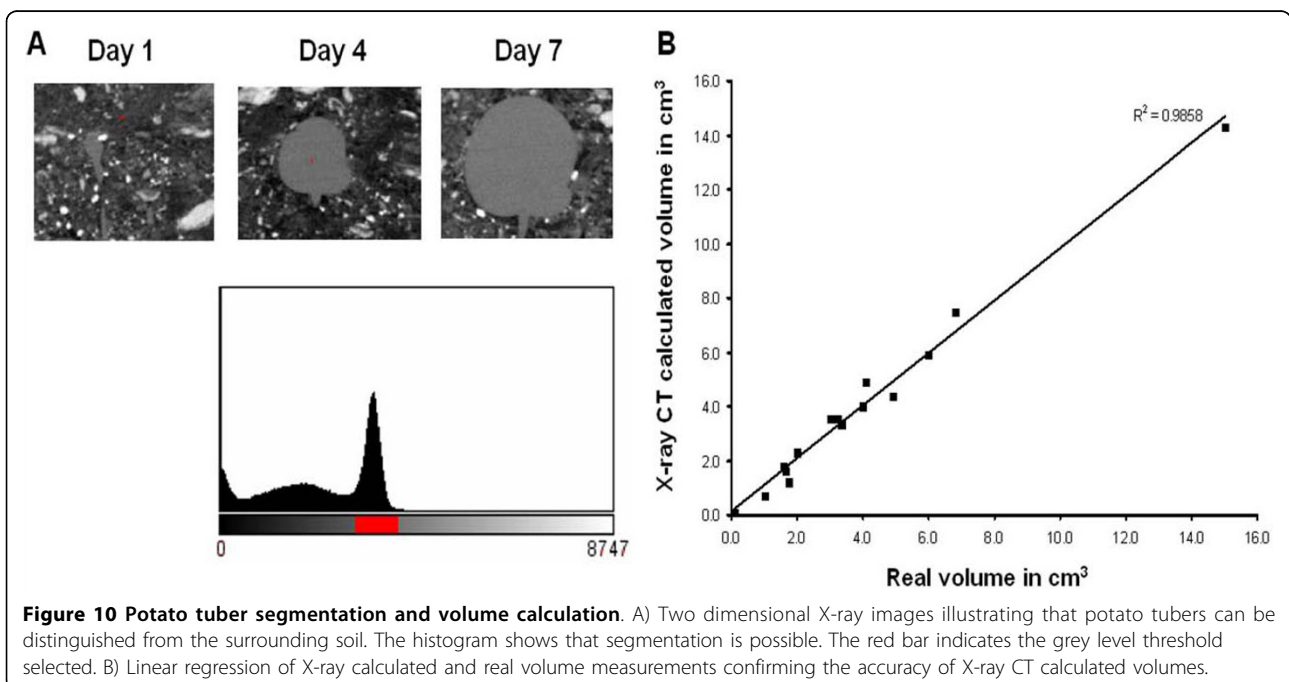 A
Day 1
Day 4
Day 7
0
8747
B
X-ray CT calculated volume in cm³
16.0
14.0
12.0
10.0
8.0
6.0
4.0
2.0
0.0
R² = 0.9858
0.0 2.0 4.0 6.0 8.0 10.0 12.0 14.0 16.0
Real volume in cm³
Figure 10 Potato tuber segmentation and volume calculation. A) Two dimensional X-ray images illustrating that potato tubers can be
distinguished from the surrounding soil. The histogram shows that segmentation is possible. The red bar indicates the grey level threshold
selected. B) Linear regression of X-ray calculated and real volume measurements confirming the accuracy of X-ray CT calculated volumes.